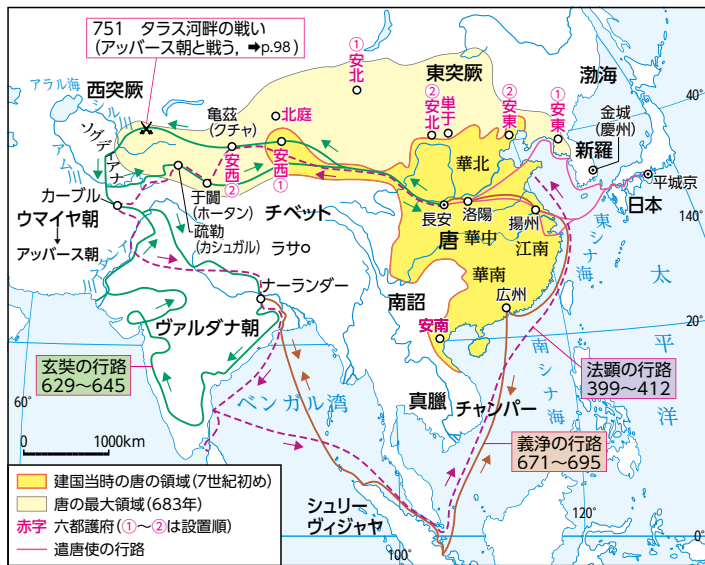 751 タラス河畔の戦い
(アッバース朝と戦う, ➡p.98)
アラル海
シル川
アム川
ソグディアナ
西突厥
東突厥
渤海
①安北
北庭
②安北
単于
②安東
①安東
亀茲
(クチャ)
安西②
安西①
金城
(慶州)
新羅
平城京
日本
40°
140°
華北
カーブル
ウマイヤ朝
アッバース朝
于闐
(ホータン)
疏勒
(カシュガル)
チベット
ラサ
長安
洛陽
唐
華中
揚州
江南
華南
広州
東シナ海
太平洋
インダス川
ナーランダー
ヴァルダナ朝
南詔
安南
20°
玄奘の行路
629~645
法顕の行路
399~412
南シナ海
ベンガル湾
真臘
チャンパー
義浄の行路
671~695
60°
0 1000km
シュリー
ヴィジャヤ
100°
120°
0°
建国当時の唐の領域(7世紀初め)
唐の最大領域(683年)
赤字 六都護府(①~②は設置順)
遣唐使の行路